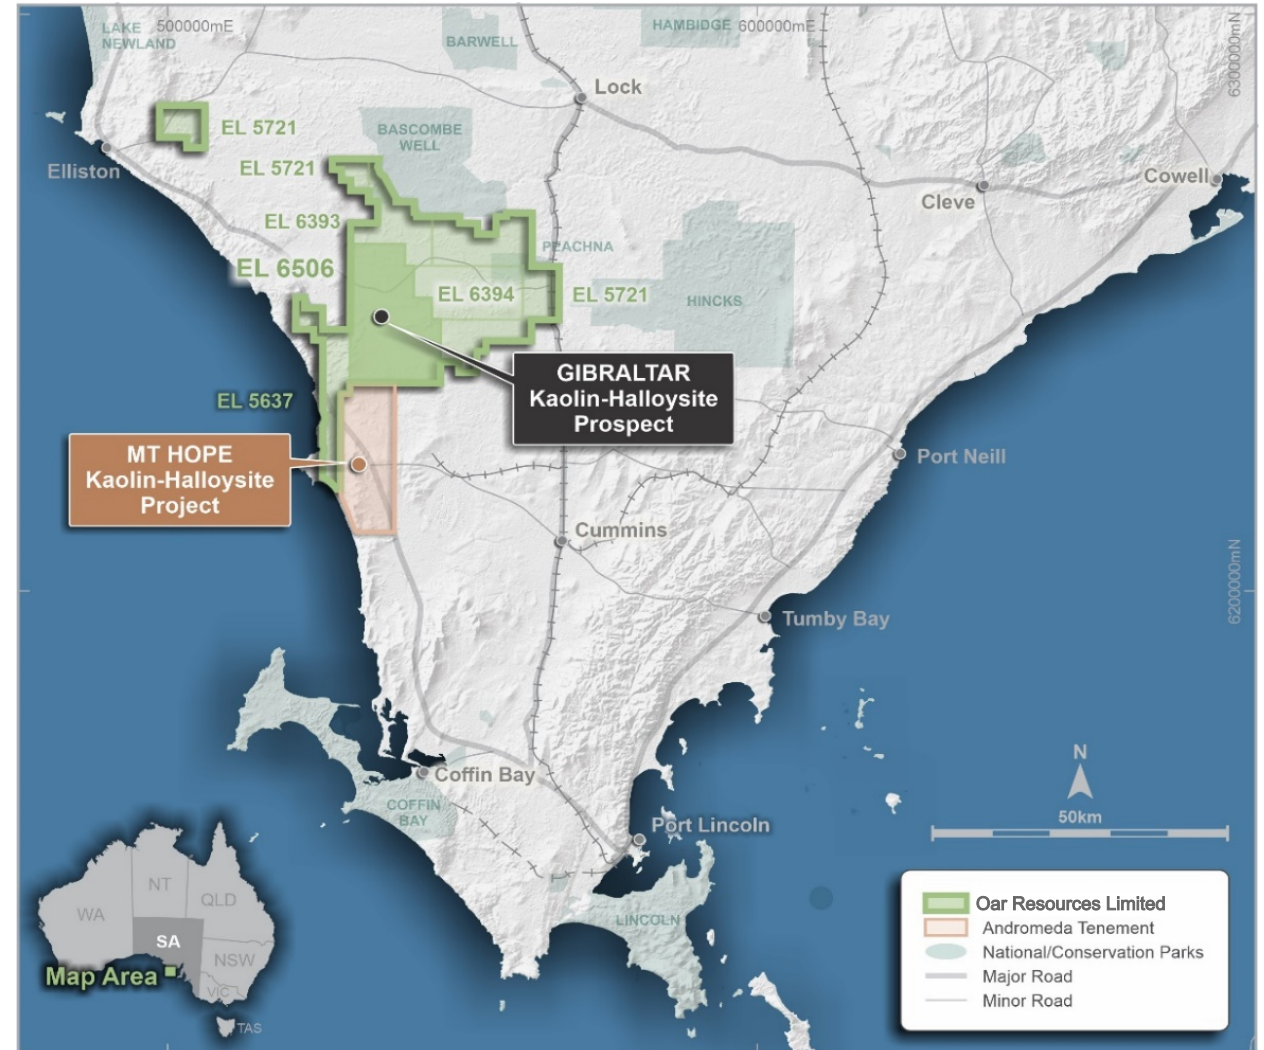 LAKE
NEWLAND
500000mE
BARWELL
HAMBIDGE
600000mE
6300000mN
Lock
EL 5721
BASCOMBE
WELL
Elliston
EL 5721
Cowell
Cleve
EL 6393
PEACHNA
EL 6506
EL 6394
EL 5721
HINCKS
GIBRALTAR
Kaolin-Halloysite
Prospect
EL 5637
MT HOPE
Kaolin-Halloysite
Project
Port Neill
Cummins
6200000mN
Tumby Bay
N
50km
Coffin Bay
COFFIN
BAY
Port Lincoln
LINCOLN
NT
QLD
WA
SA
NSW
Map Area
VIC
TAS
Oar Resources Limited
Andromeda Tenement
National/Conservation Parks
Major Road
Minor Road